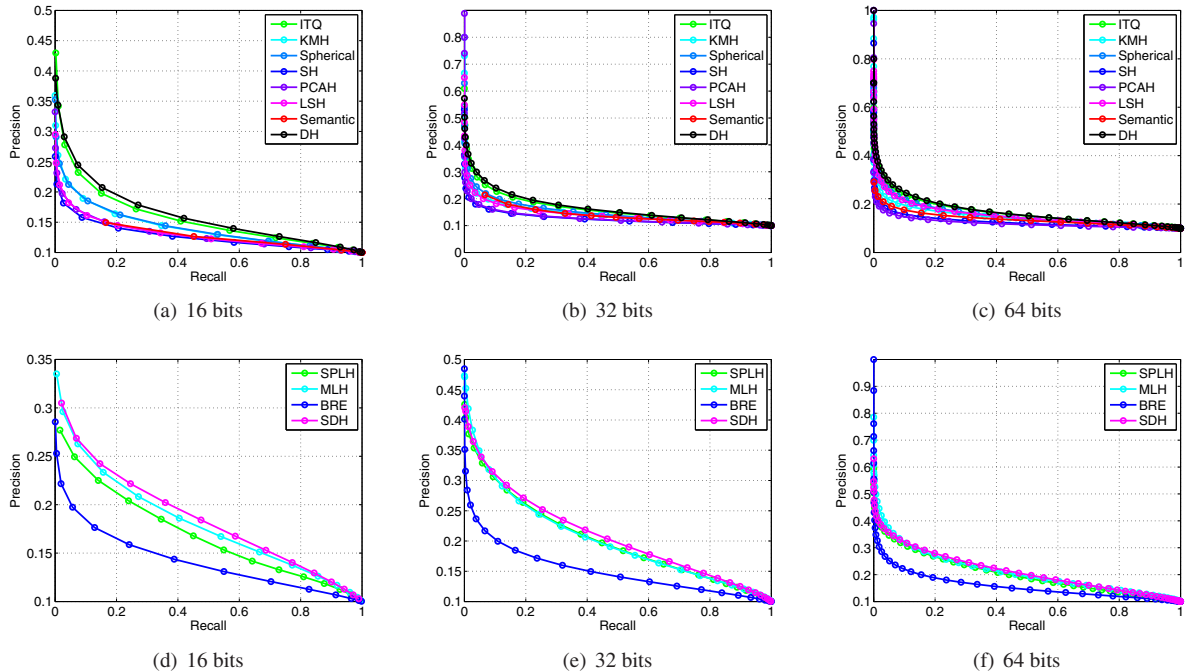 0.5
0.45
0.4
0.35
0.3
0.25
0.2
0.15
0.1
Precision
0 0.2 0.4 0.6 0.8 1
Recall
ITQ
KMH
Spherical
SH
PCAH
LSH
Semantic
DH
(a) 16 bits
0.8
0.7
0.6
0.5
0.4
0.3
0.2
0.1
0
Precision
0 0.2 0.4 0.6 0.8 1
Recall
ITQ
KMH
Spherical
SH
PCAH
LSH
Semantic
DH
(b) 32 bits
1
0.8
0.6
0.4
0.2
0
Precision
0 0.2 0.4 0.6 0.8 1
Recall
ITQ
KMH
Spherical
SH
PCAH
LSH
Semantic
DH
(c) 64 bits
0.35
0.3
0.25
0.2
0.15
0.1
Precision
0 0.2 0.4 0.6 0.8 1
Recall
SPLH
MLH
BRE
SDH
(d) 16 bits
0.5
0.45
0.4
0.35
0.3
0.25
0.2
0.15
0.1
Precision
0 0.2 0.4 0.6 0.8 1
Recall
SPLH
MLH
BRE
SDH
(e) 32 bits
0.9
0.8
0.7
0.6
0.5
0.4
0.3
0.2
0.1
Precision
0 0.2 0.4 0.6 0.8 1
Recall
SPLH
MLH
BRE
SDH
(f) 64 bits